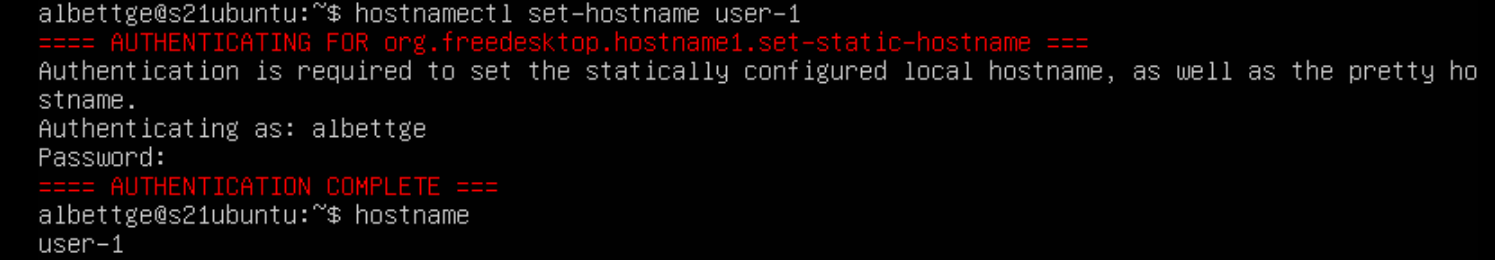 albettge@s21ubuntu:~$ hostnamectl set-hostname user-1
==== AUTHENTICATING FOR org.freedesktop.hostname1.set-static-hostname ===
Authentication is required to set the statically configured local hostname, as well as the pretty ho
stname.
Authenticating as: albettge
Password:
==== AUTHENTICATION COMPLETE ===
albettge@s21ubuntu:~$ hostname
user-1